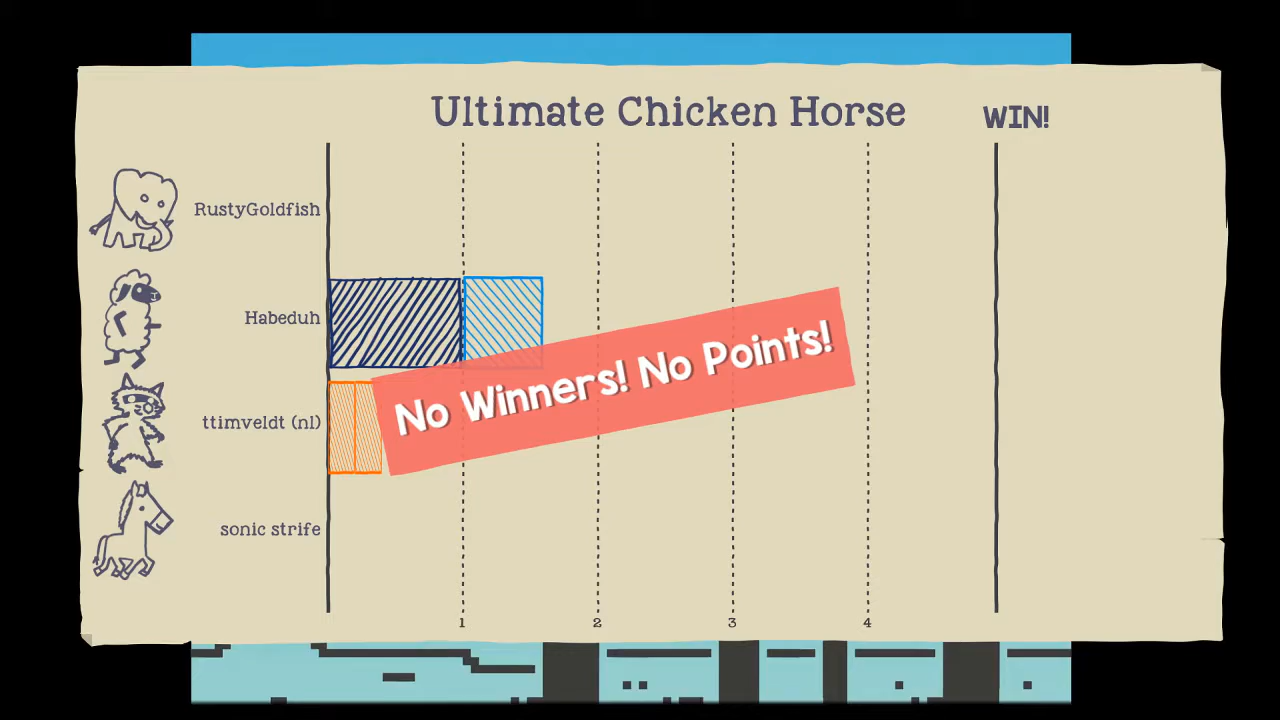 Ultimate Chicken Horse
WIN!
RustyGoldfish
Habeduh
ttimveldt (nl)
sonic strife
No Winners! No Points!
1 2 3 4